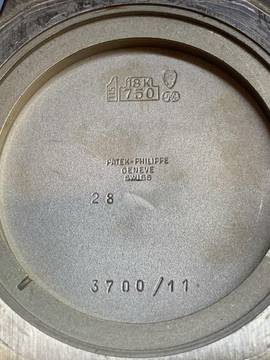 18K
750
PATEK·PHILIPPE
GENEVE
SWISS
28
3700/11